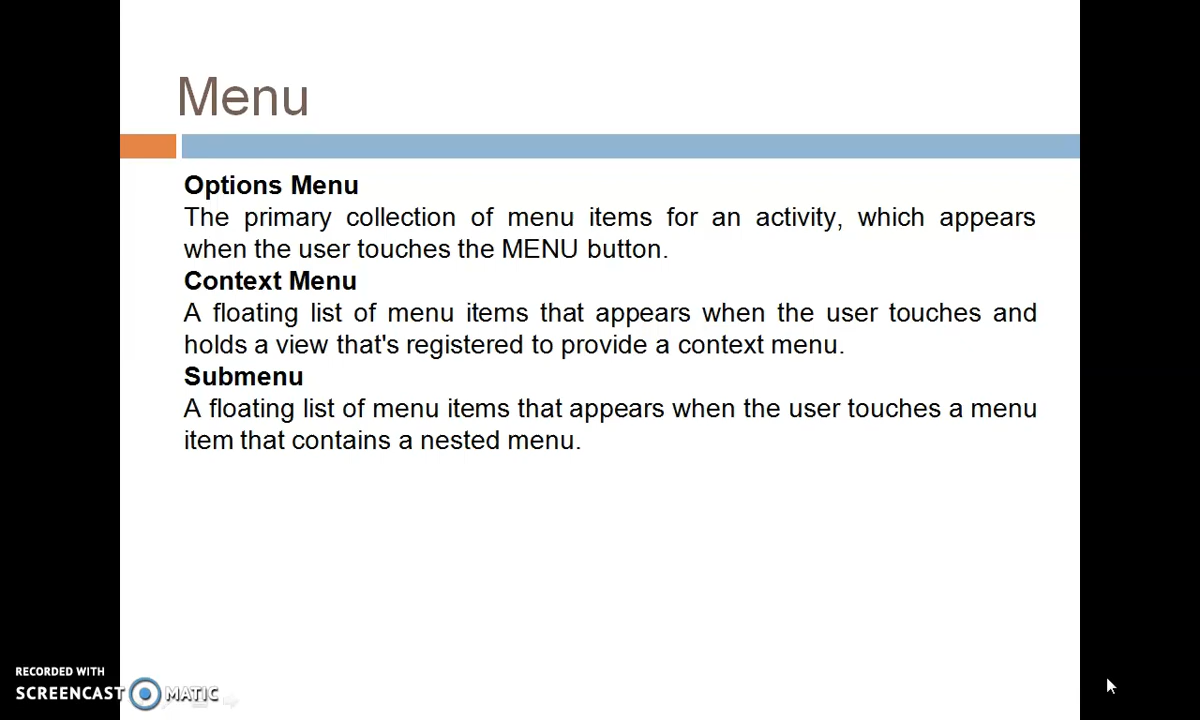 Menu
Options Menu
The primary collection of menu items for an activity, which appears
when the user touches the MENU button.
Context Menu
A floating list of menu items that appears when the user touches and
holds a view that's registered to provide a context menu.
Submenu
A floating list of menu items that appears when the user touches a menu
item that contains a nested menu.
RECORDED WITH
SCREENCAST MATIC